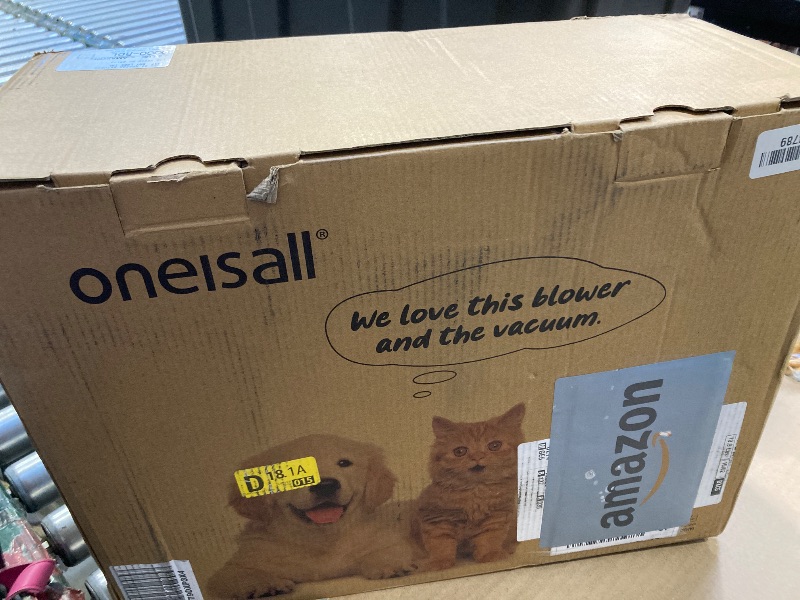 oneisall®
We love this blower
and the vacuum.
D 18.1A
015
amazon